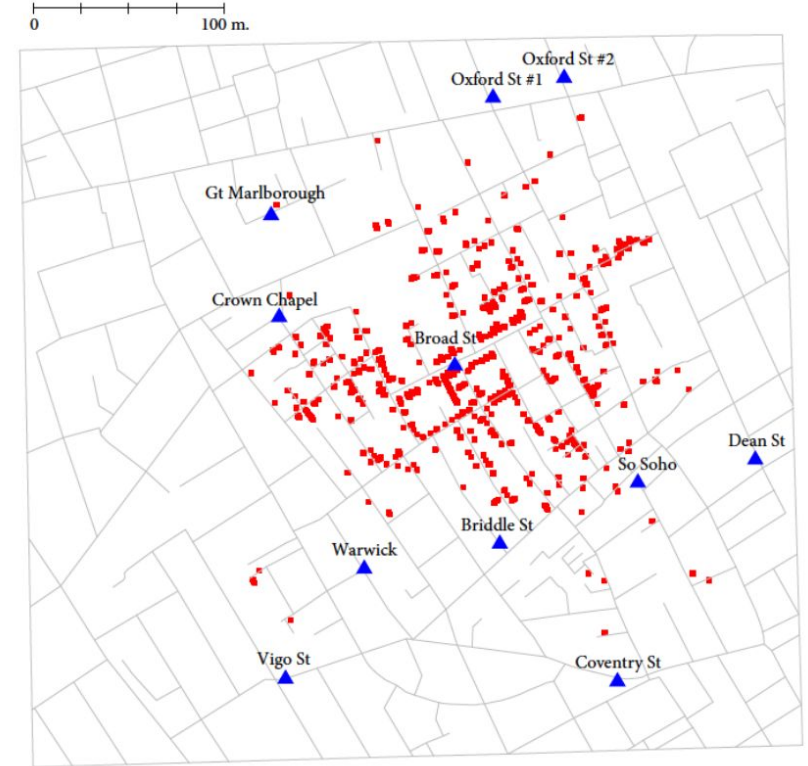 0
100 m.
Oxford St #2
Oxford St #1
Gt Marlborough
Crown Chapel
Broad St
Dean St
So Soho
Briddle St
Warwick
Vigo St
Coventry St